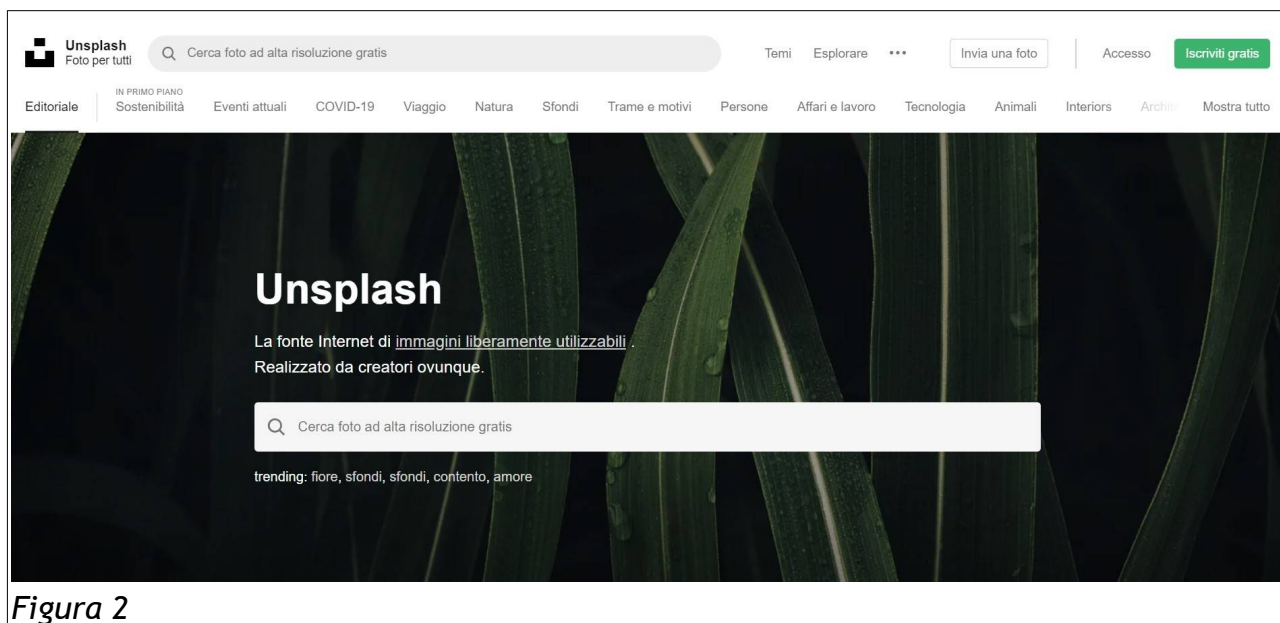 Unsplash
Foto per tutti
Cerca foto ad alta risoluzione gratis
Temi Esplorare ••• Invia una foto Accesso Iscriviti gratis
IN PRIMO PIANO
Editoriale Sostenibilità Eventi attuali COVID-19 Viaggio Natura Sfondi Trame e motivi Persone Affari e lavoro Tecnologia Animali Interiors Mostra tutto
Unsplash
La fonte Internet di immagini liberamente utilizzabili .
Realizzato da creatori ovunque.
Cerca foto ad alta risoluzione gratis
trending: fiore, sfondi, sfondi, contento, amore
Figura 2